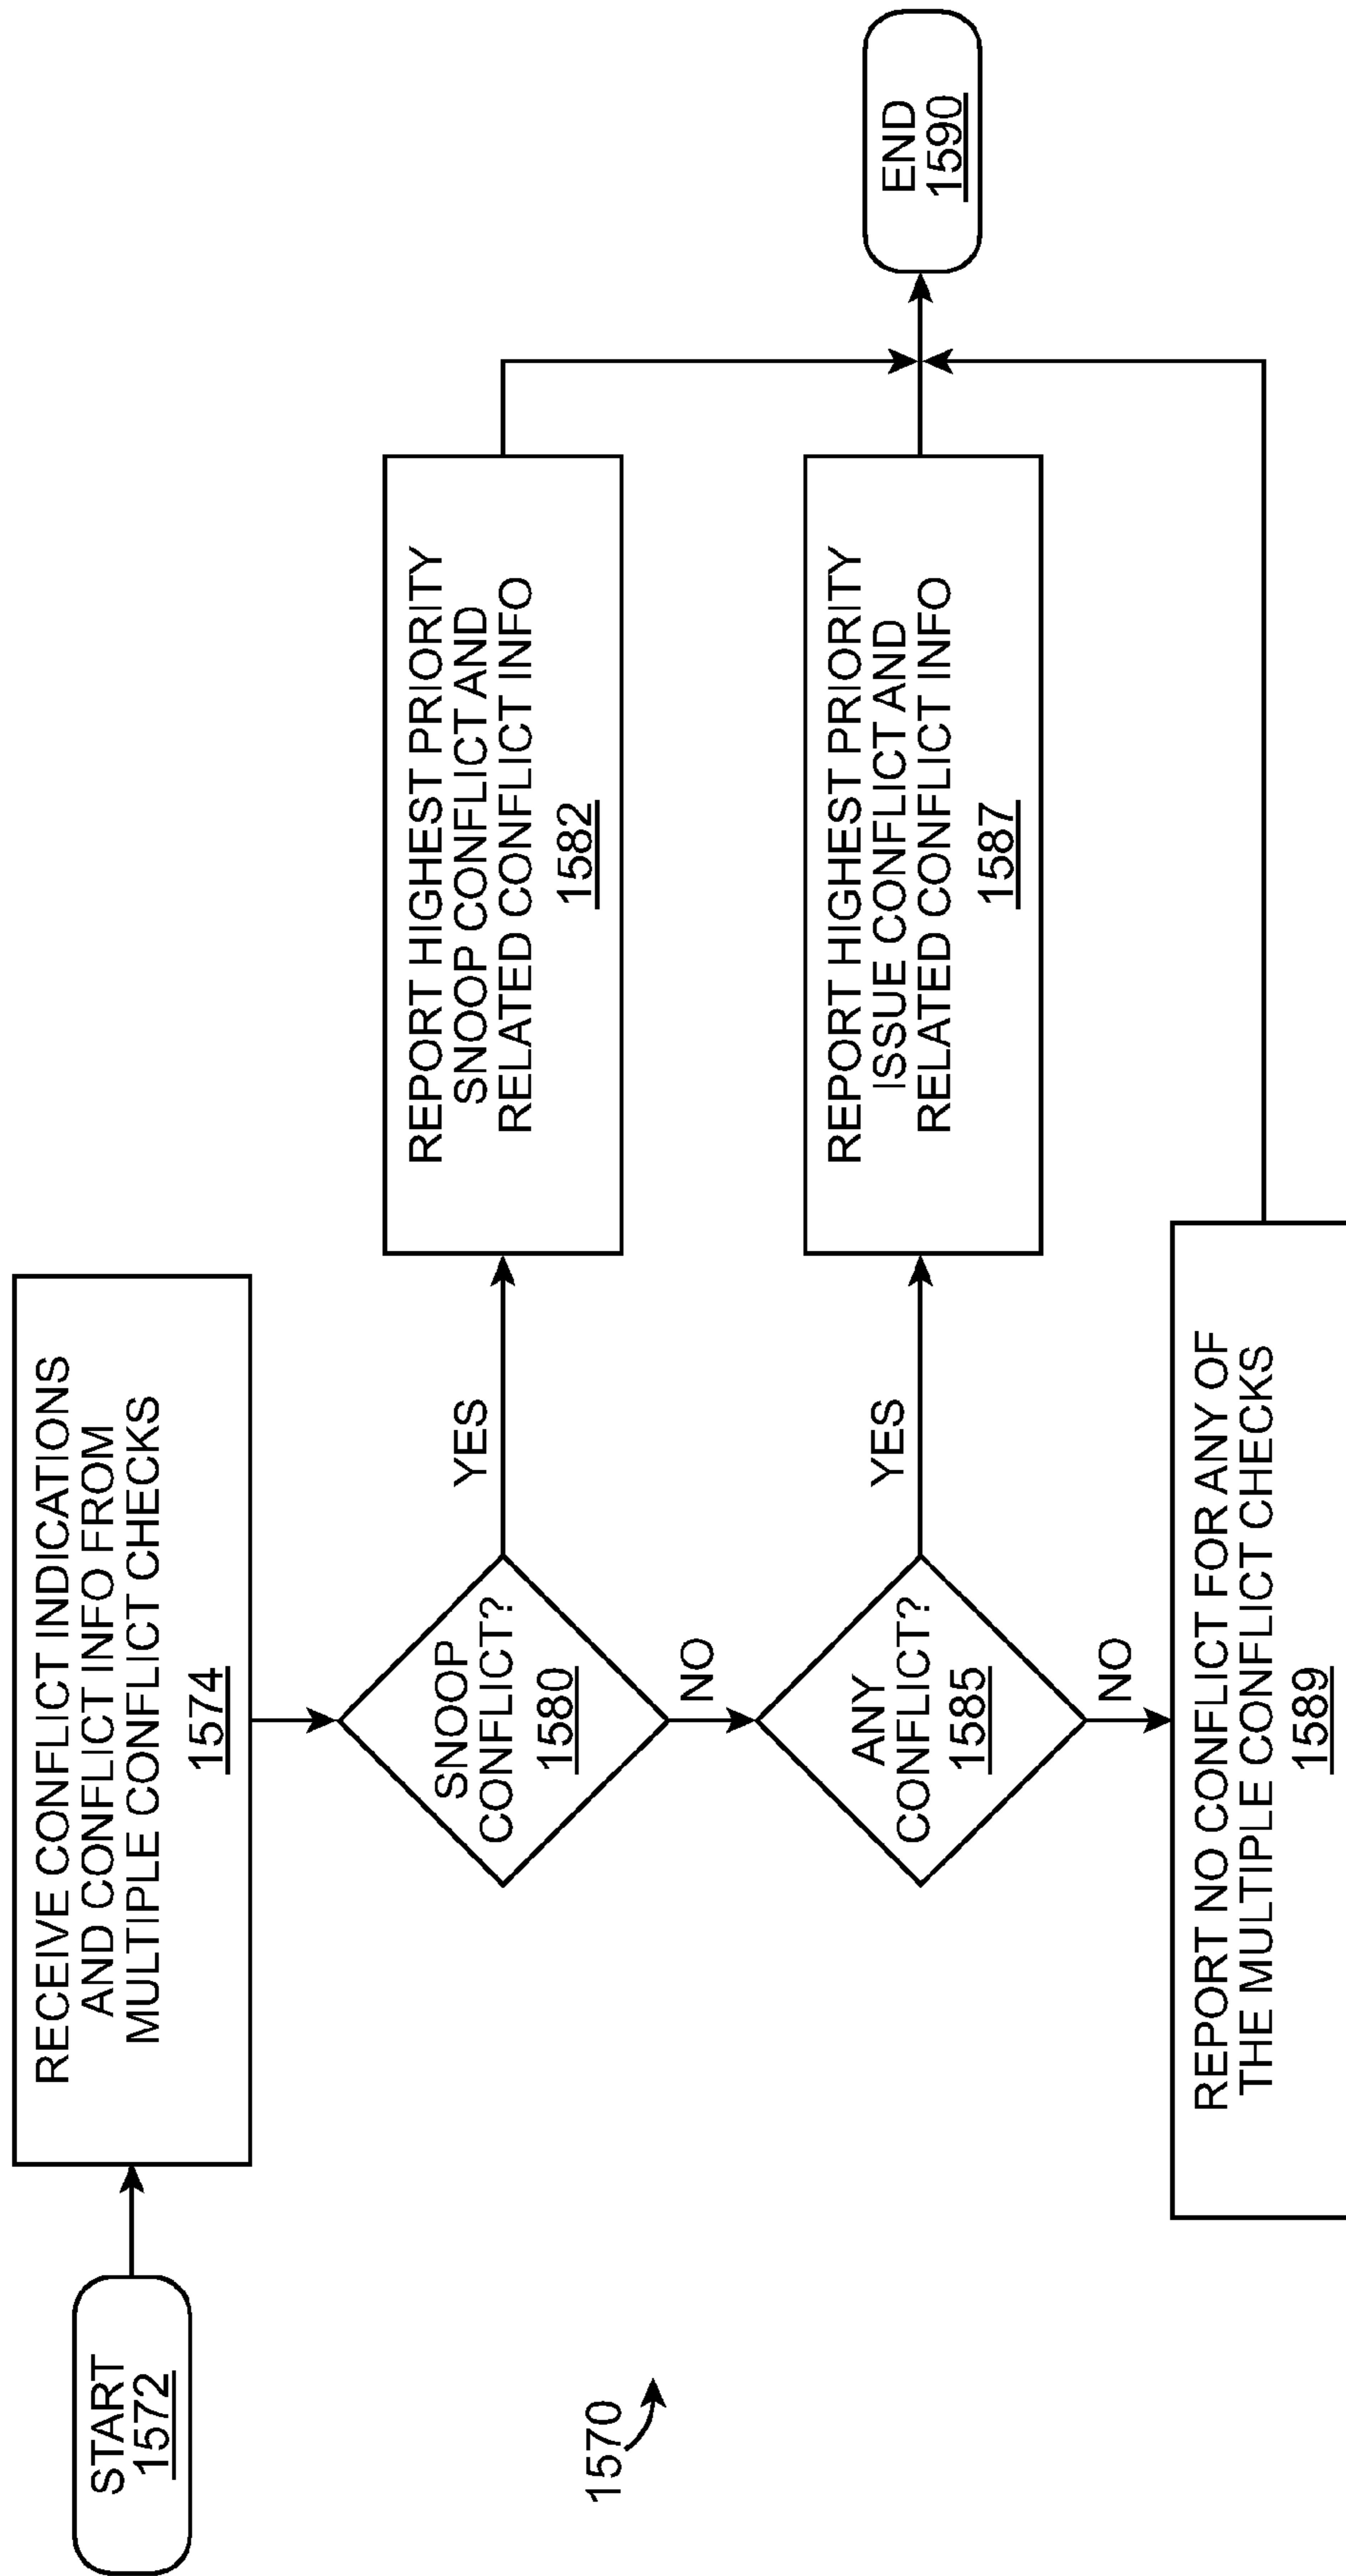 START
1572
RECEIVE CONFLICT INDICATIONS
AND CONFLICT INFO FROM
MULTIPLE CONFLICT CHECKS
1574
SNOOP
CONFLICT?
1580
YES
REPORT HIGHEST PRIORITY
SNOOP CONFLICT AND
RELATED CONFLICT INFO
1582
NO
ANY
CONFLICT?
1585
YES
REPORT HIGHEST PRIORITY
ISSUE CONFLICT AND
RELATED CONFLICT INFO
1587
END
1590
NO
REPORT NO CONFLICT FOR ANY OF
THE MULTIPLE CONFLICT CHECKS
1589
1570